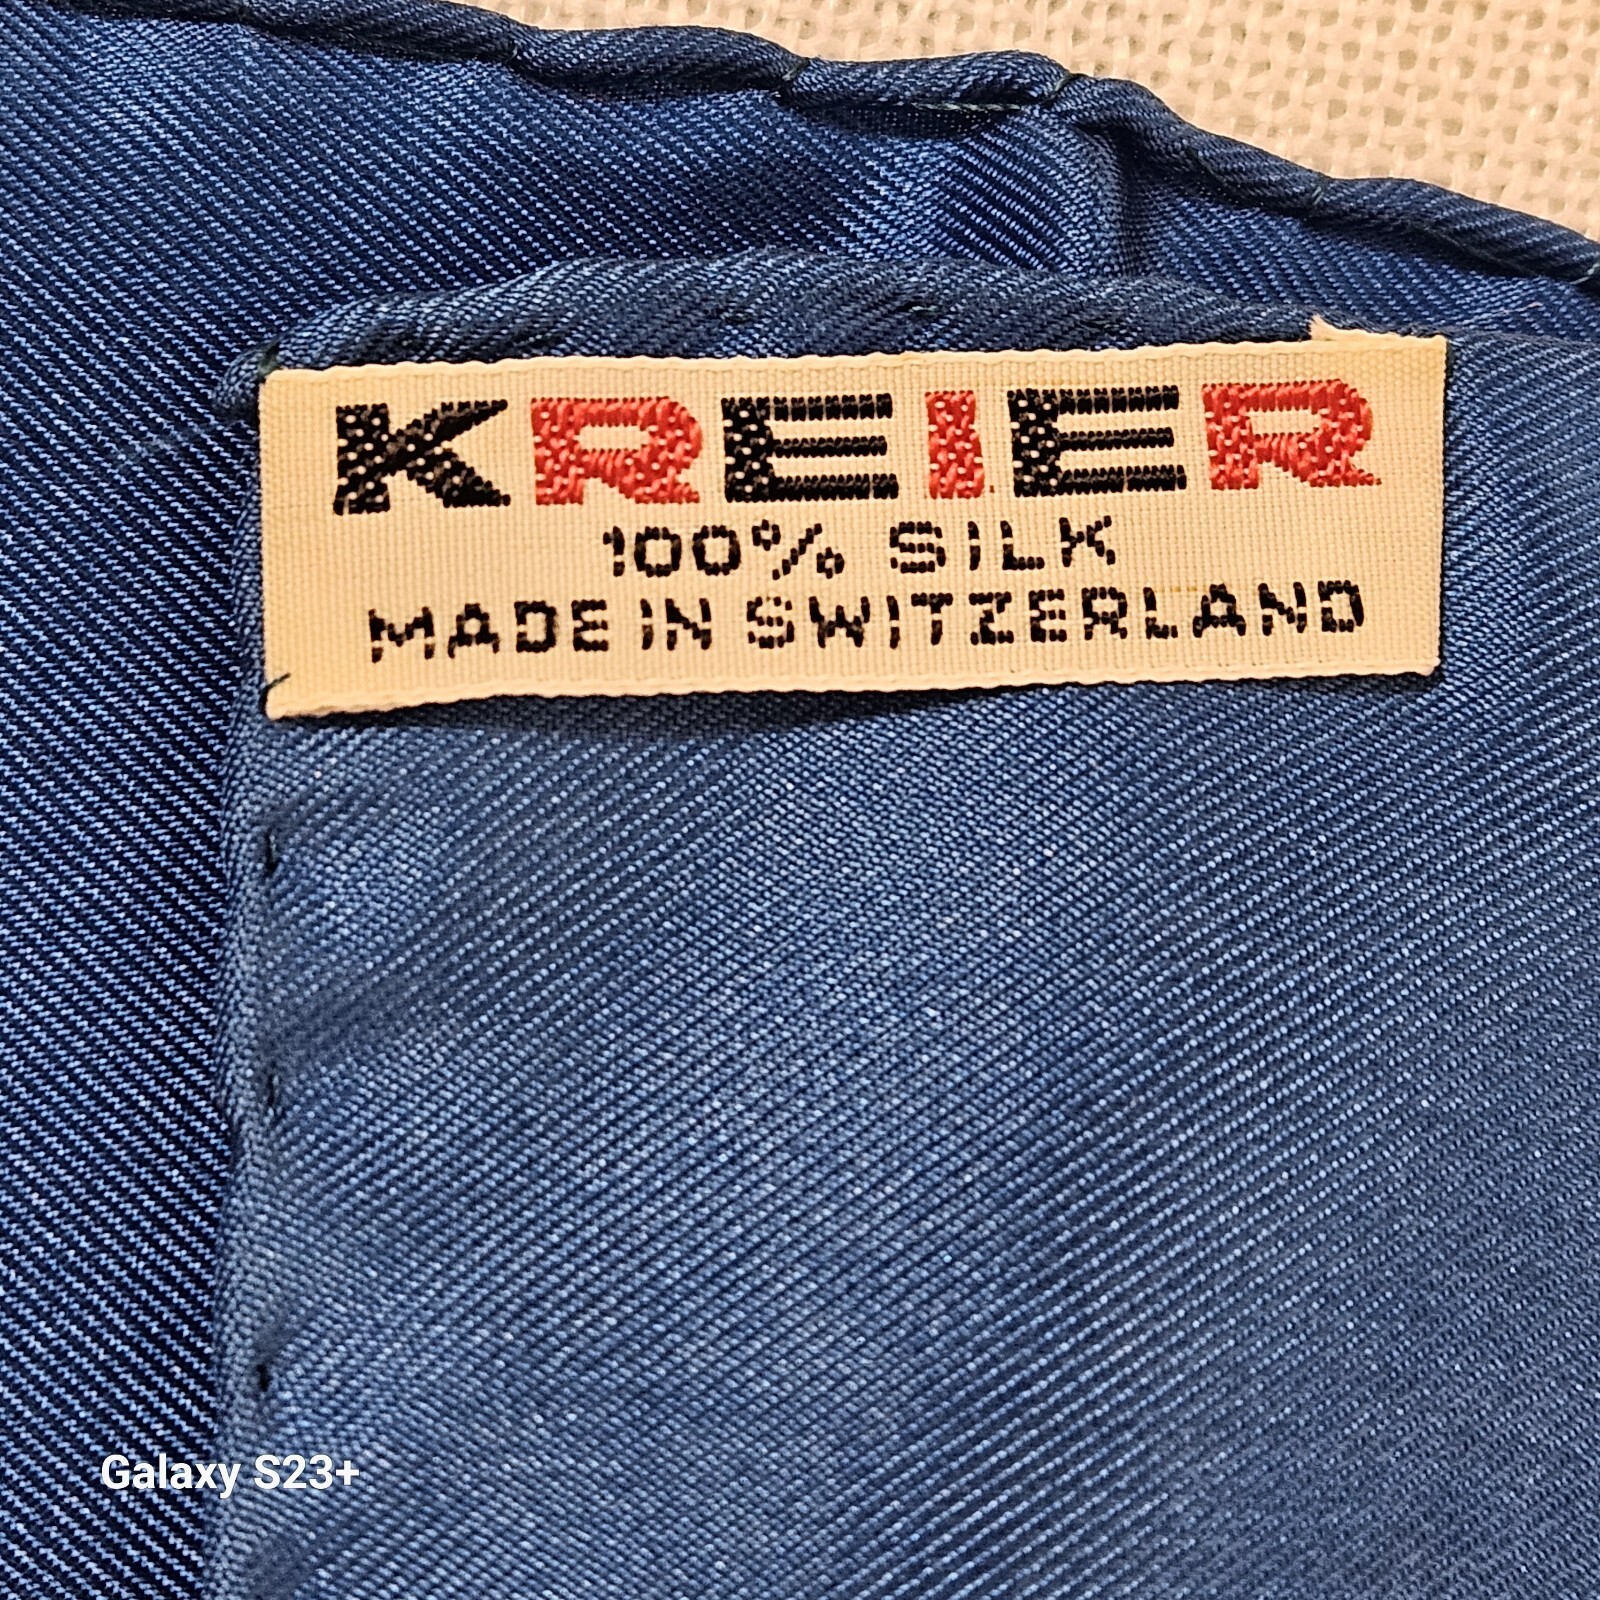 KREIER
100% SILK
MADE IN SWITZERLAND
Galaxy S23+